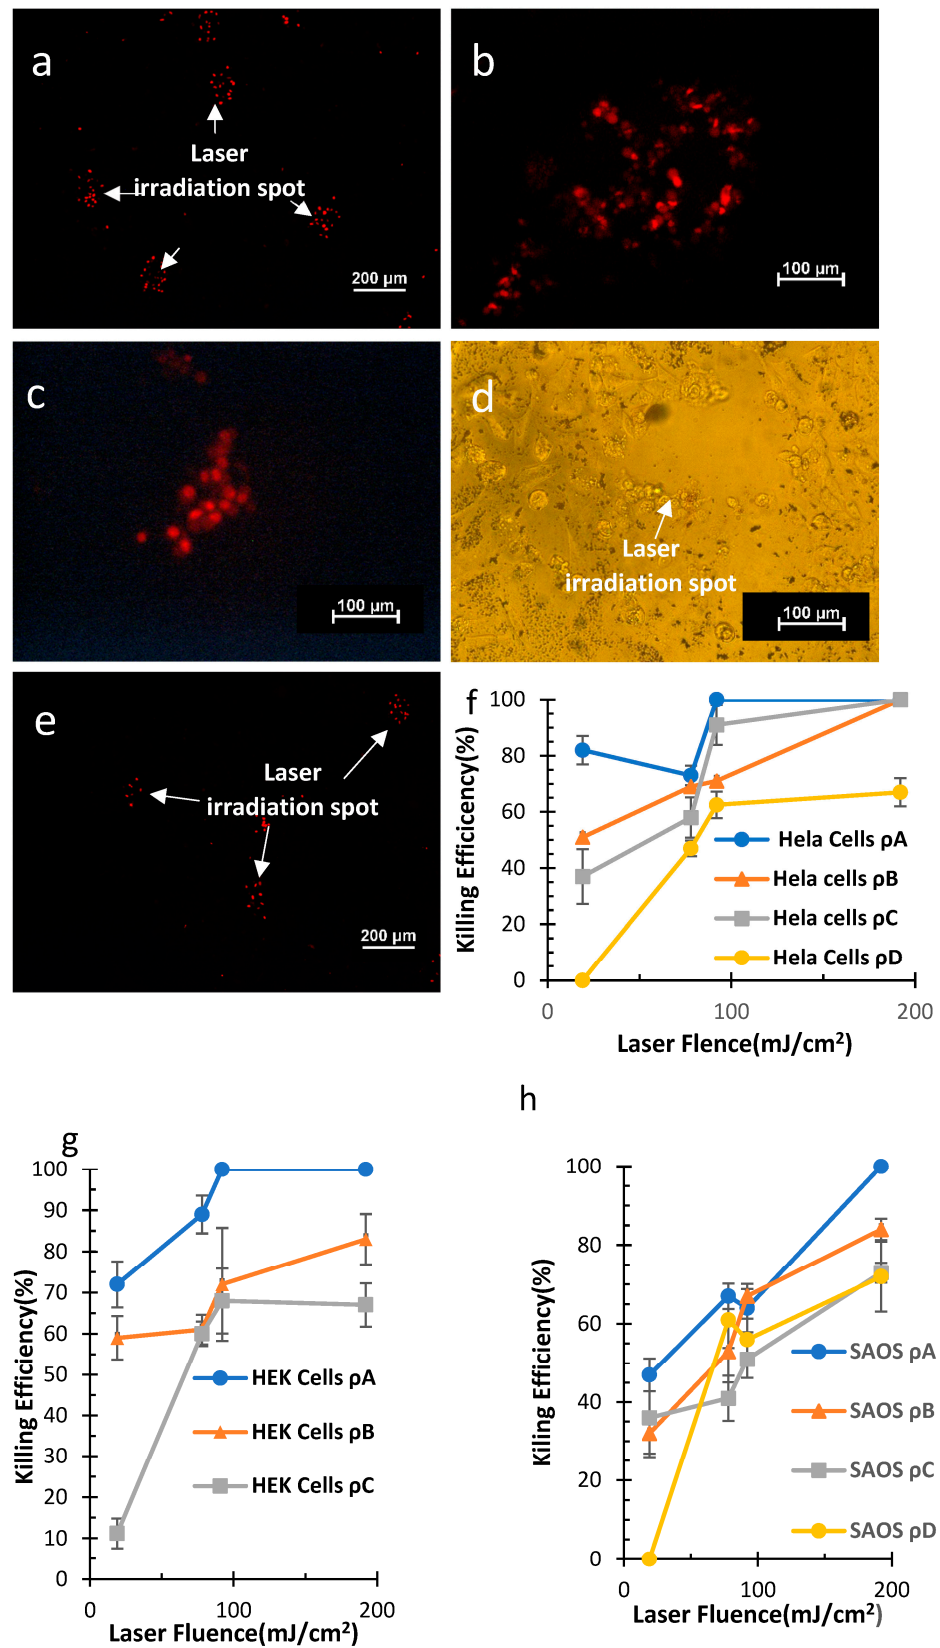 a
Laser
irradiation spot
200 µm
b
100 µm
c
100 µm
d
Laser
irradiation spot
100 µm
e
Laser
irradiation spot
200 µm
f
100
80
60
40
20
0
0
100
200
Killing Efficicency(%)
Laser Flence(mJ/cm²)
Hela Cells ρA
Hela cells ρB
Hela cells ρC
Hela Cells ρD
g
100
90
80
70
60
50
40
30
20
10
0
0
100
200
Killing Efficiency(%)
Laser Fluence(mJ/cm²)
HEK Cells ρA
HEK Cells ρB
HEK Cells ρC
h
100
80
60
40
20
0
0
100
200
Kiling Efficiency(%)
Laser Fluence(mJ/cm²)
SAOS ρA
SAOS ρB
SAOS ρC
SAOS ρD